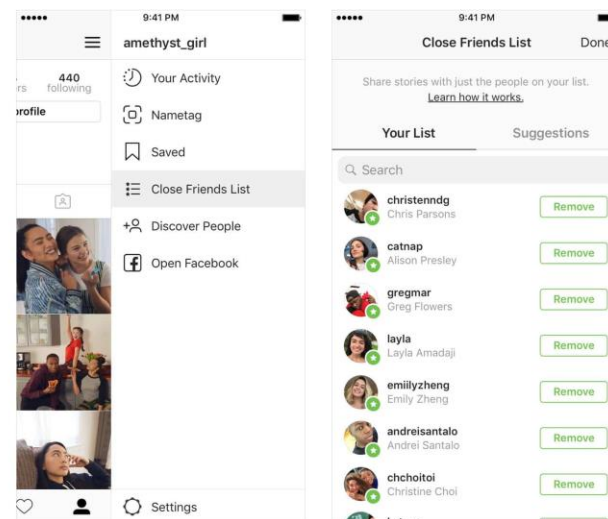 9:41 PM
amethyst_girl
440
rs following
profile
Your Activity
Nametag
Saved
Close Friends List
Discover People
Open Facebook
Settings
9:41 PM
Close Friends List Done
Share stories with just the people on your list.
Learn how it works.
Your List Suggestions
Search
christenndg
Chris Parsons
Remove
catnap
Alison Presley
Remove
gregmar
Greg Flowers
Remove
layla
Layla Amadaji
Remove
emiilyzheng
Emily Zheng
Remove
andreisantalo
Andrei Santalo
Remove
chchoitoi
Christine Choi
Remove